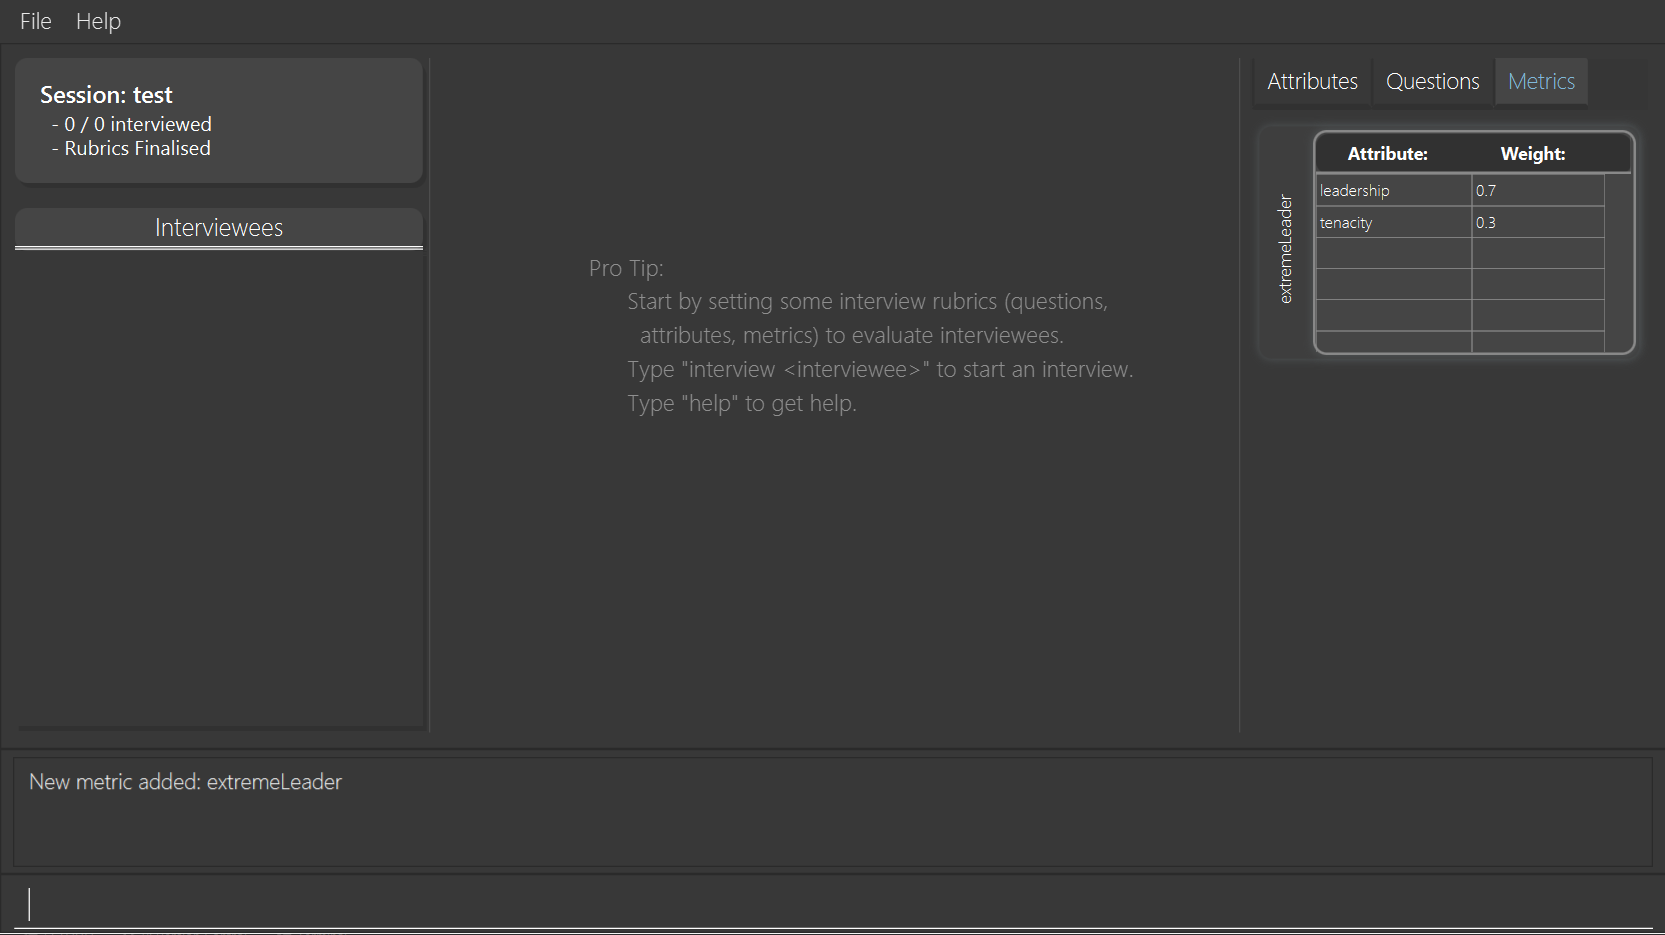 File Help
Session: test
- 0 / 0 interviewed
- Rubrics Finalised
Interviewees
Pro Tip:
Start by setting some interview rubrics (questions,
attributes, metrics) to evaluate interviewees.
Type "interview <interviewee>" to start an interview.
Type "help" to get help.
Attributes Questions Metrics
extremeLeader
Attribute: Weight:
leadership 0.7
tenacity 0.3
New metric added: extremeLeader